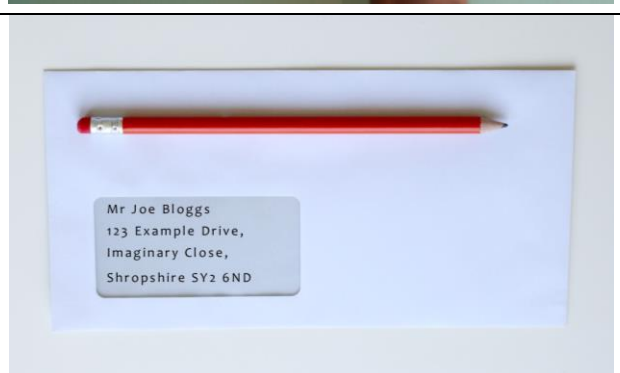 Mr Joe Bloggs
123 Example Drive,
Imaginary Close,
Shropshire SY2 6ND